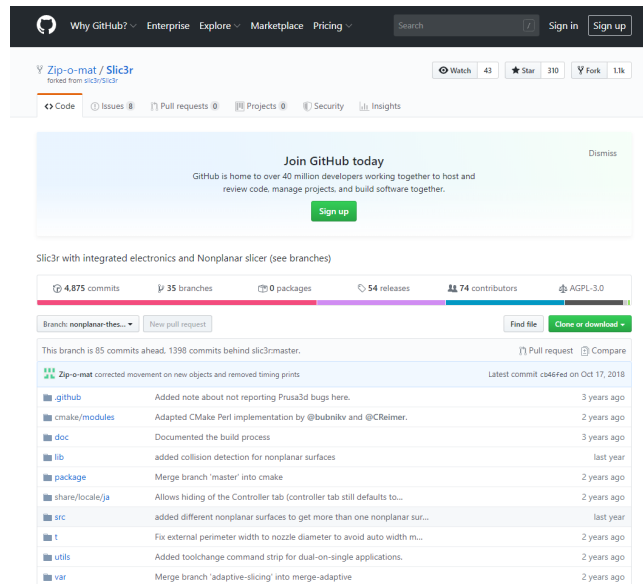 Why GitHub? Enterprise Explore Marketplace Pricing Search / Sign in Sign up
Zip-o-mat / Slic3r Watch 43 Star 310 Fork 1.1k
forked from slic3r/Slic3r
Code Issues 8 Pull requests 0 Projects 0 Security Insights
Dismiss
Join GitHub today
GitHub is home to over 40 million developers working together to host and
review code, manage projects, and build software together.
Sign up
Slic3r with integrated electronics and Nonplanar slicer (see branches)
4,875 commits 35 branches 0 packages 54 releases 74 contributors AGPL-3.0
Branch: nonplanar-thes... New pull request Find file Clone or download
This branch is 85 commits ahead, 1398 commits behind slic3r:master. Pull request Compare
Zip-o-mat corrected movement on new objects and removed timing prints Latest commit cb46fed on Oct 17, 2018
.github Added note about not reporting Prusa3d bugs here. 3 years ago
cmake/modules Adapted CMake Perl implementation by @bubnikv and @CReimer. 2 years ago
doc Documented the build process 3 years ago
lib added collision detection for nonplanar surfaces last year
package Merge branch 'master' into cmake 2 years ago
share/locale/ja Allows hiding of the Controller tab (controller tab still defaults to... 2 years ago
src added different nonplanar surfaces to get more than one nonplanar sur... last year
t Fix external perimeter width to nozzle diameter to avoid auto width m... 2 years ago
utils Added toolchange command strip for dual-on-single applications. 2 years ago
var Merge branch 'adaptive-slicing' into merge-adaptive 2 years ago